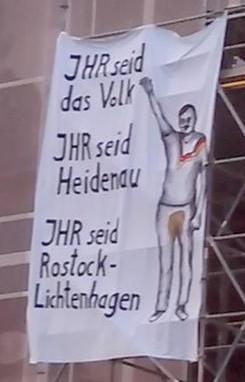 JHR seid
das Volk
JHR seid
Heidenau
JHR seid
Rostock-
Lichtenhagen